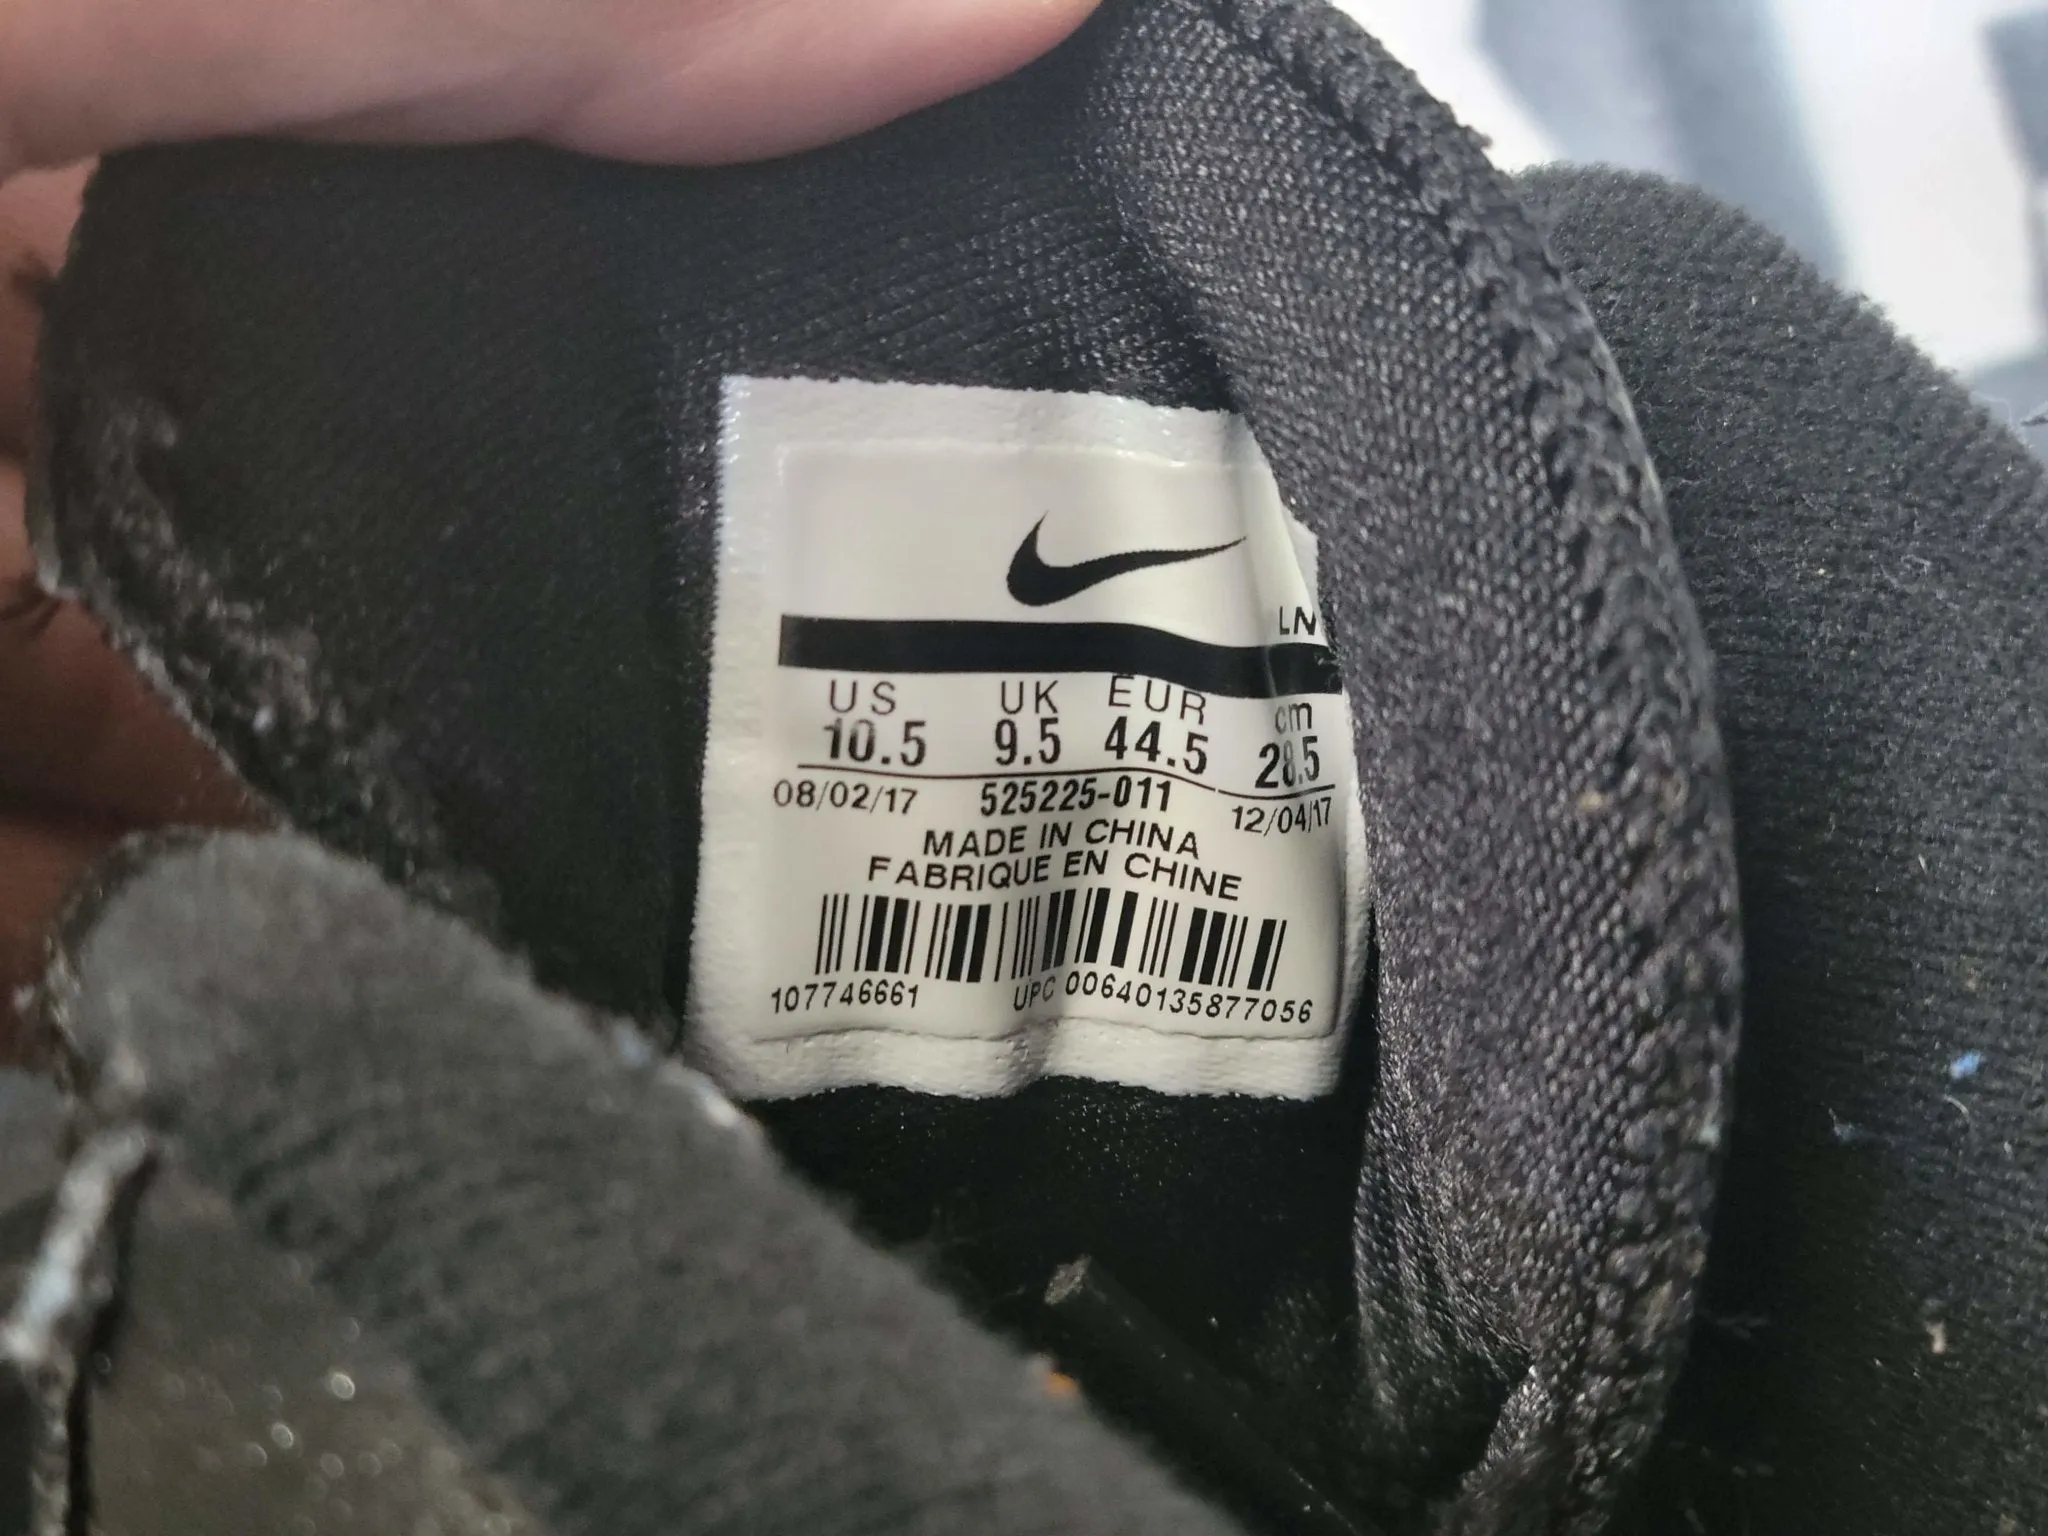 LN
US UK EUR cm
10.5 9.5 44.5 28.5
08/02/17 525225-011 12/04/17
MADE IN CHINA
FABRIQUE EN CHINE
107746661 UPC 00640135877056